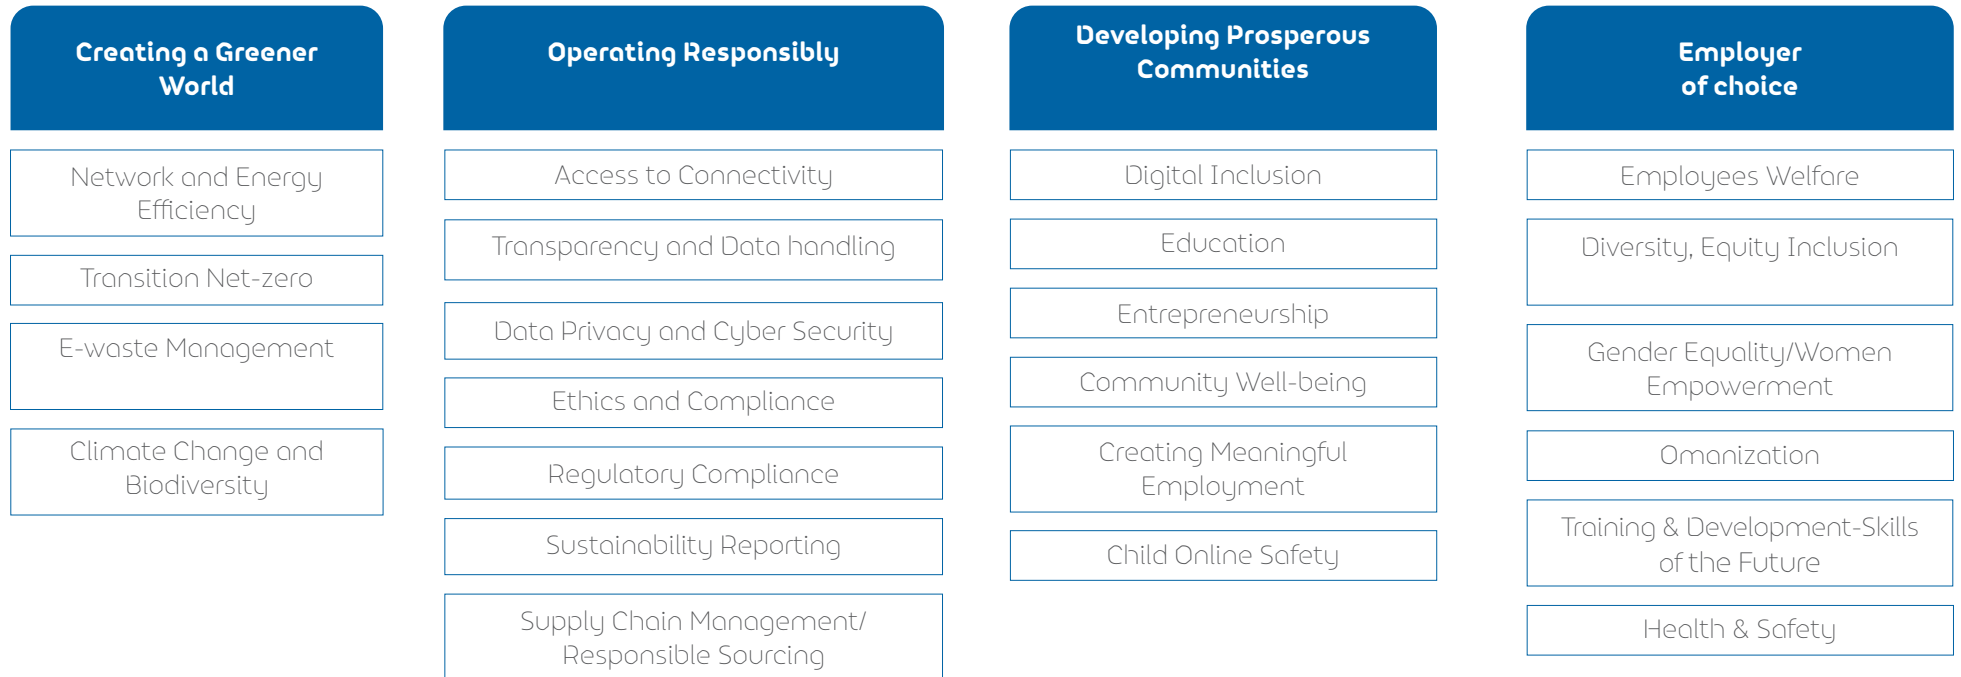 Creating a Greener
World
Network and Energy
Efficiency
Transition Net-zero
E-waste Management
Climate Change and
Biodiversity
Operating Responsibly
Access to Connectivity
Transparency and Data handling
Data Privacy and Cyber Security
Ethics and Compliance
Regulatory Compliance
Sustainability Reporting
Supply Chain Management/
Responsible Sourcing
Developing Prosperous
Communities
Digital Inclusion
Education
Entrepreneurship
Community Well-being
Creating Meaningful
Employment
Child Online Safety
Employer
of choice
Employees Welfare
Diversity, Equity Inclusion
Gender Equality/Women
Empowerment
Omanization
Training & Development-Skills
of the Future
Health & Safety